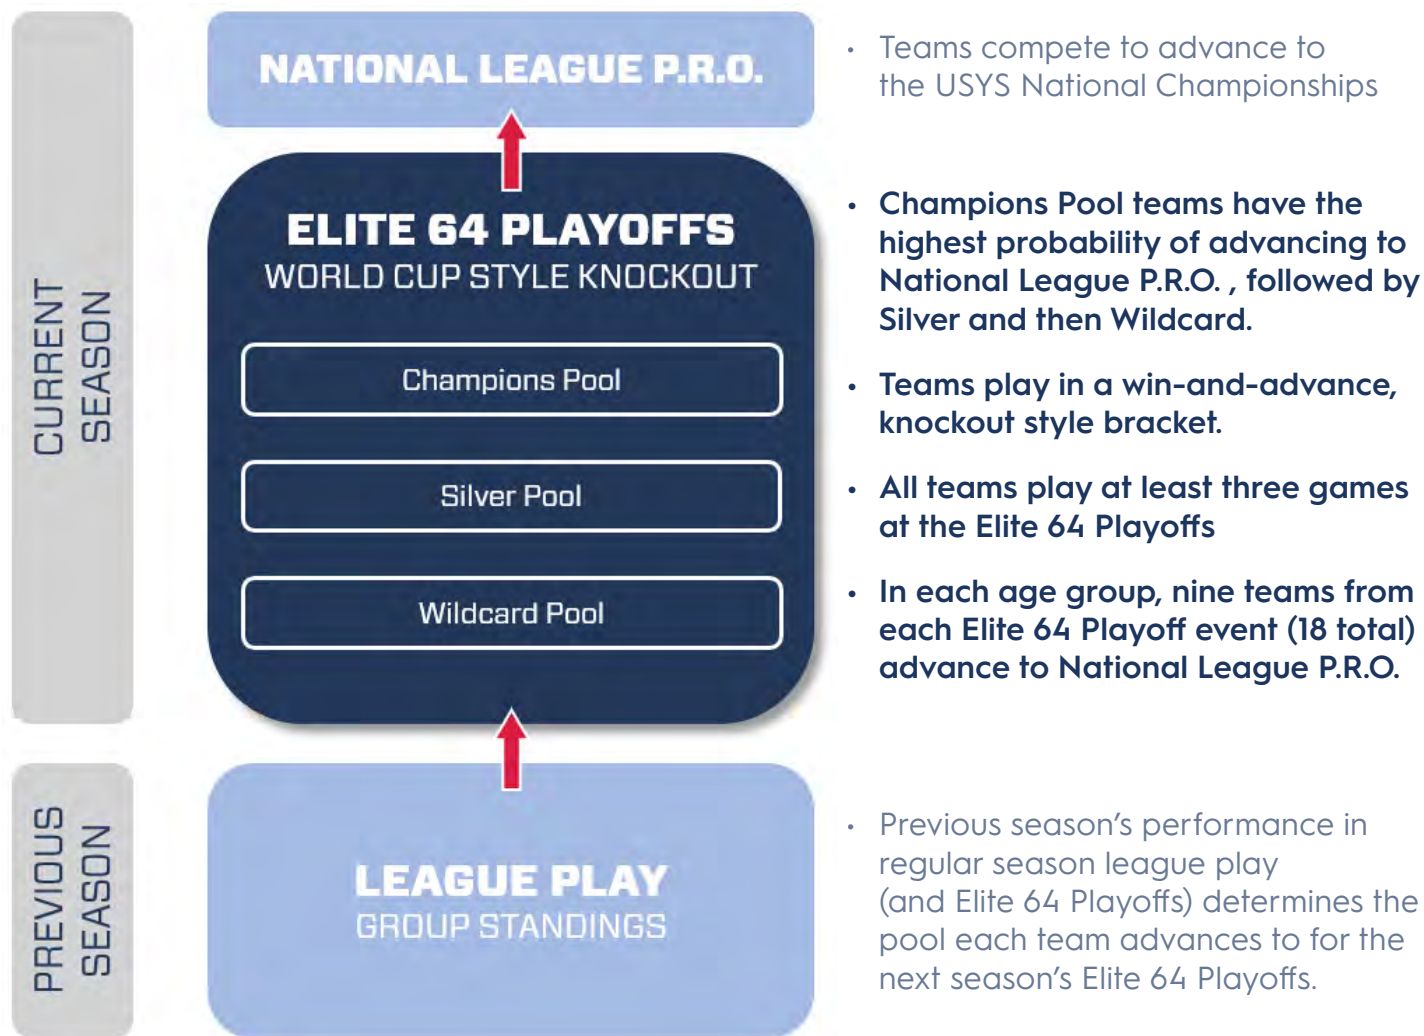 CURRENT
SEASON
NATIONAL LEAGUE P.R.O.
• Teams compete to advance to
the USYS National Championships
ELITE 64 PLAYOFFS
WORLD CUP STYLE KNOCKOUT
Champions Pool
Silver Pool
Wildcard Pool
• Champions Pool teams have the
highest probability of advancing to
National League P.R.O. , followed by
Silver and then Wildcard.
• Teams play in a win-and-advance,
knockout style bracket.
• All teams play at least three games
at the Elite 64 Playoffs
• In each age group, nine teams from
each Elite 64 Playoff event (18 total)
advance to National League P.R.O.
PREVIOUS
SEASON
LEAGUE PLAY
GROUP STANDINGS
• Previous season's performance in
regular season league play
(and Elite 64 Playoffs) determines the
pool each team advances to for the
next season's Elite 64 Playoffs.